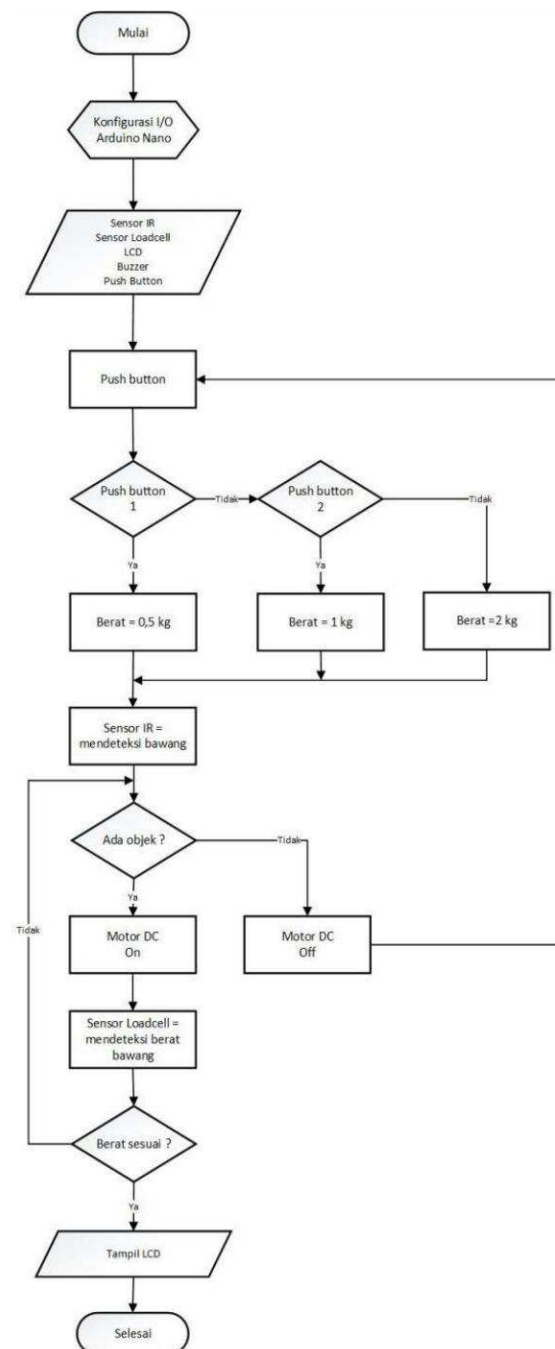 Mulai
Konfigurasi I/O
Arduino Nano
Sensor IR
Sensor Loadcell
LCD
Buzzer
Push Button
Push button
Push button
1
Tidak
Push button
2
Tidak
Ya
Ya
Berat = 0,5 kg
Berat = 1 kg
Berat =2 kg
Sensor IR =
mendeteksi bawang
Ada objek ?
Tidak
Ya
Tidak
Motor DC
On
Motor DC
Off
Sensor Loadcell =
mendeteksi berat
bawang
Berat sesuai ?
Ya
Tampil LCD
Selesai